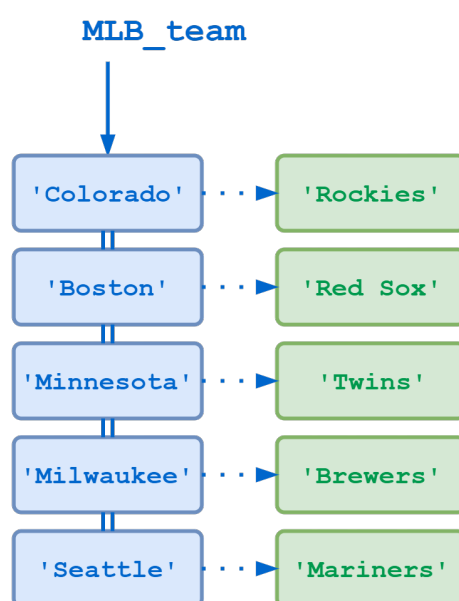 MLB_team
'Colorado' 'Rockies'
'Boston' 'Red Sox'
'Minnesota' 'Twins'
'Milwaukee' 'Brewers'
'Seattle' 'Mariners'